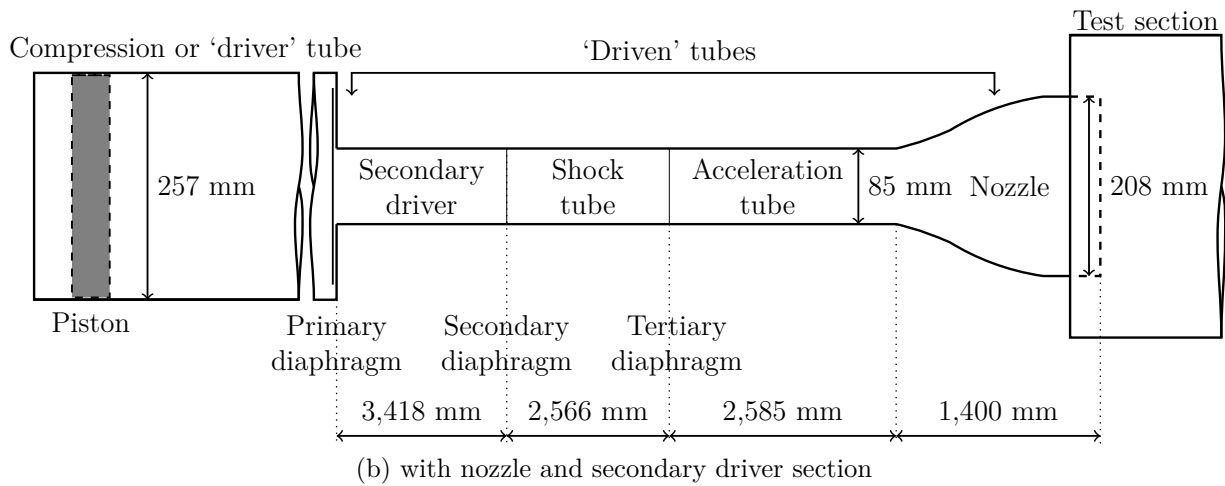 Test section
Compression or ‘driver’ tube
‘Driven’ tubes
257 mm
Secondary
driver
Shock
tube
Acceleration
tube
85 mm
Nozzle
208 mm
Piston
Primary
diaphragm
Secondary
diaphragm
Tertiary
diaphragm
3,418 mm
2,566 mm
2,585 mm
1,400 mm
(b) with nozzle and secondary driver section